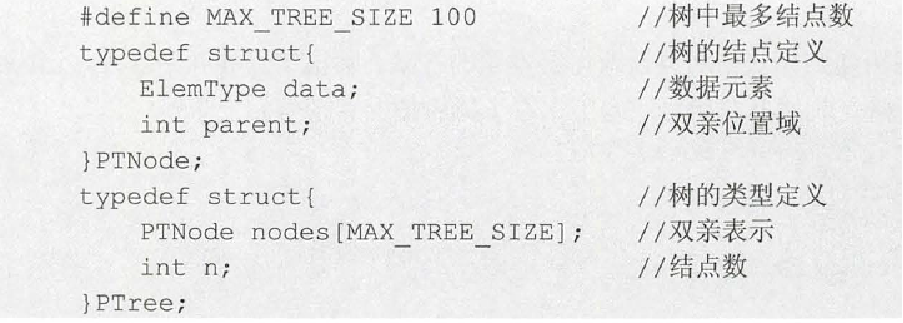 #define MAX_TREE_SIZE 100 //树中最多结点数
typedef struct{ //树的结点定义
ElemType data; //数据元素
int parent; //双亲位置域
}PTNode;
typedef struct{ //树的类型定义
PTNode nodes[MAX_TREE_SIZE]; //双亲表示
int n; //结点数
}PTree;